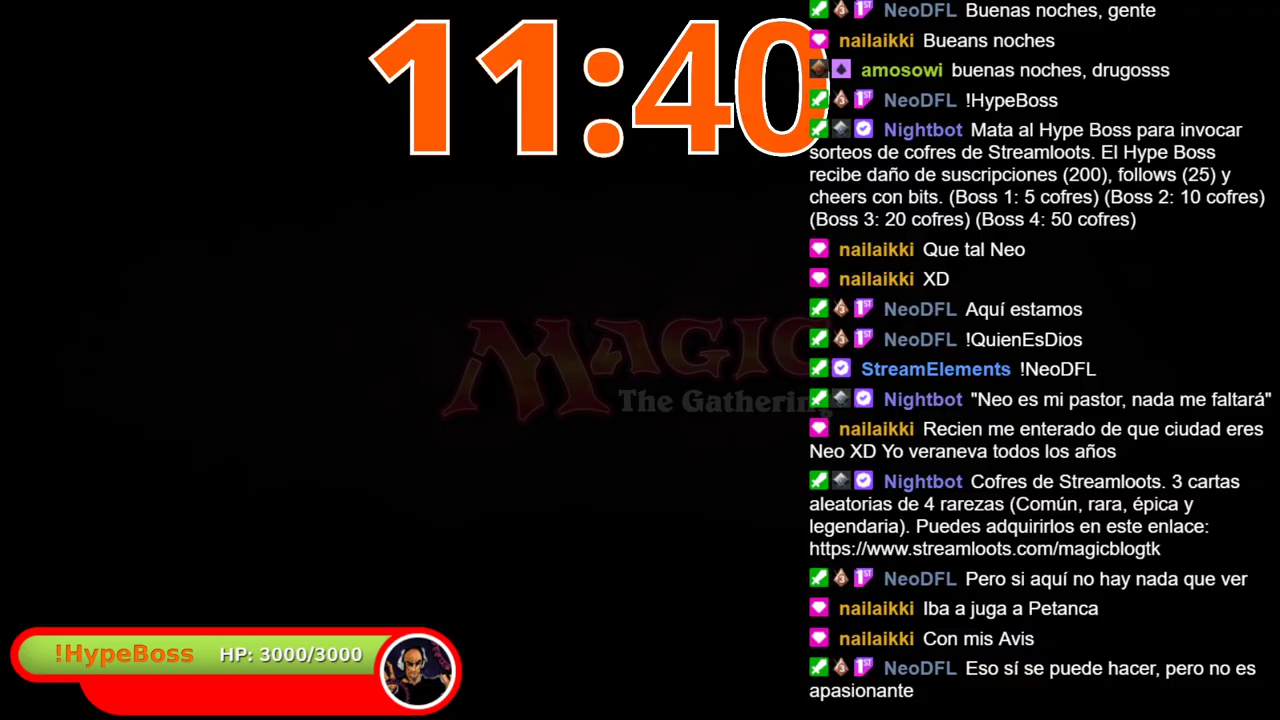 11:40
NeoDFL Buenas noches, gente
nailaikki Bueans noches
amosowi buenas noches, drugosss
NeoDFL !HypeBoss
Nightbot Mata al Hype Boss para invocar
sorteos de cofres de Streamloots. El Hype Boss
recibe daño de suscripciones (200), follows (25) y
cheers con bits. (Boss 1: 5 cofres) (Boss 2: 10 cofres)
(Boss 3: 20 cofres) (Boss 4: 50 cofres)
nailaikki Que tal Neo
nailaikki XD
NeoDFL Aquí estamos
NeoDFL !QuienEsDios
StreamElements !NeoDFL
Nightbot "Neo es mi pastor, nada me faltará"
nailaikki Recien me enterado de que ciudad eres
Neo XD Yo veraneva todos los años
Nightbot Cofres de Streamloots. 3 cartas
aleatorias de 4 rarezas (Común, rara, épica y
legendaria). Puedes adquirirlos en este enlace:
https://www.streamloots.com/magicblogtk
NeoDFL Pero si aquí no hay nada que ver
nailaikki Iba a juga a Petanca
nailaikki Con mis Avis
NeoDFL Eso sí se puede hacer, pero no es
apasionante
MAGIC
The Gathering
!HypeBoss HP: 3000/3000